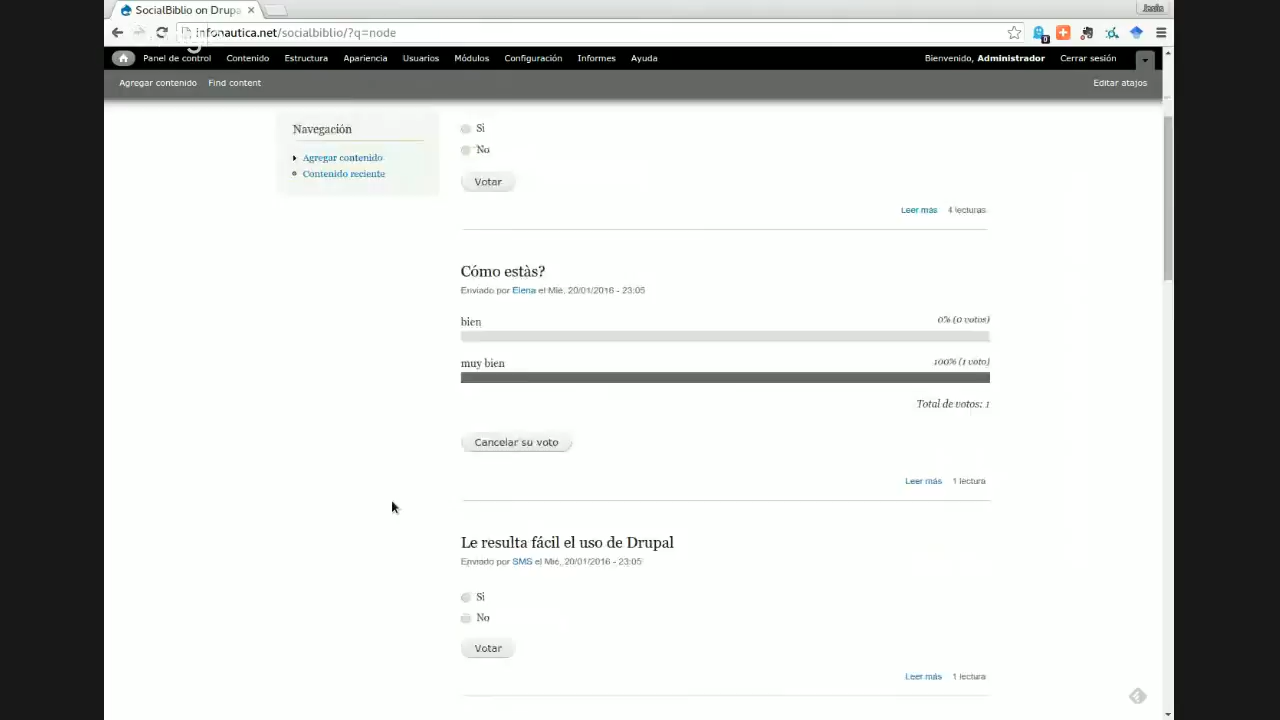 SocialBiblio on Drupa
infonautica.net/socialbiblio/?q=node
Panel de control Contenido Estructura Apariencia Usuarios Módulos Configuración Informes Ayuda Bienvenido, Administrador Cerrar sesión
Agregar contenido Find content Editar atajos
Navegación
Agregar contenido
Contenido reciente
Si
No
Votar
Leer más 4 lecturas
Cómo estàs?
Enviado por Elena el Mié, 20/01/2016 - 23:05
bien 0% (0 votos)
muy bien 100% (1 voto)
Total de votos: 1
Cancelar su voto
Leer más 1 lectura
Le resulta fácil el uso de Drupal
Enviado por SMS el Mié, 20/01/2016 - 23:05
Si
No
Votar
Leer más 1 lectura